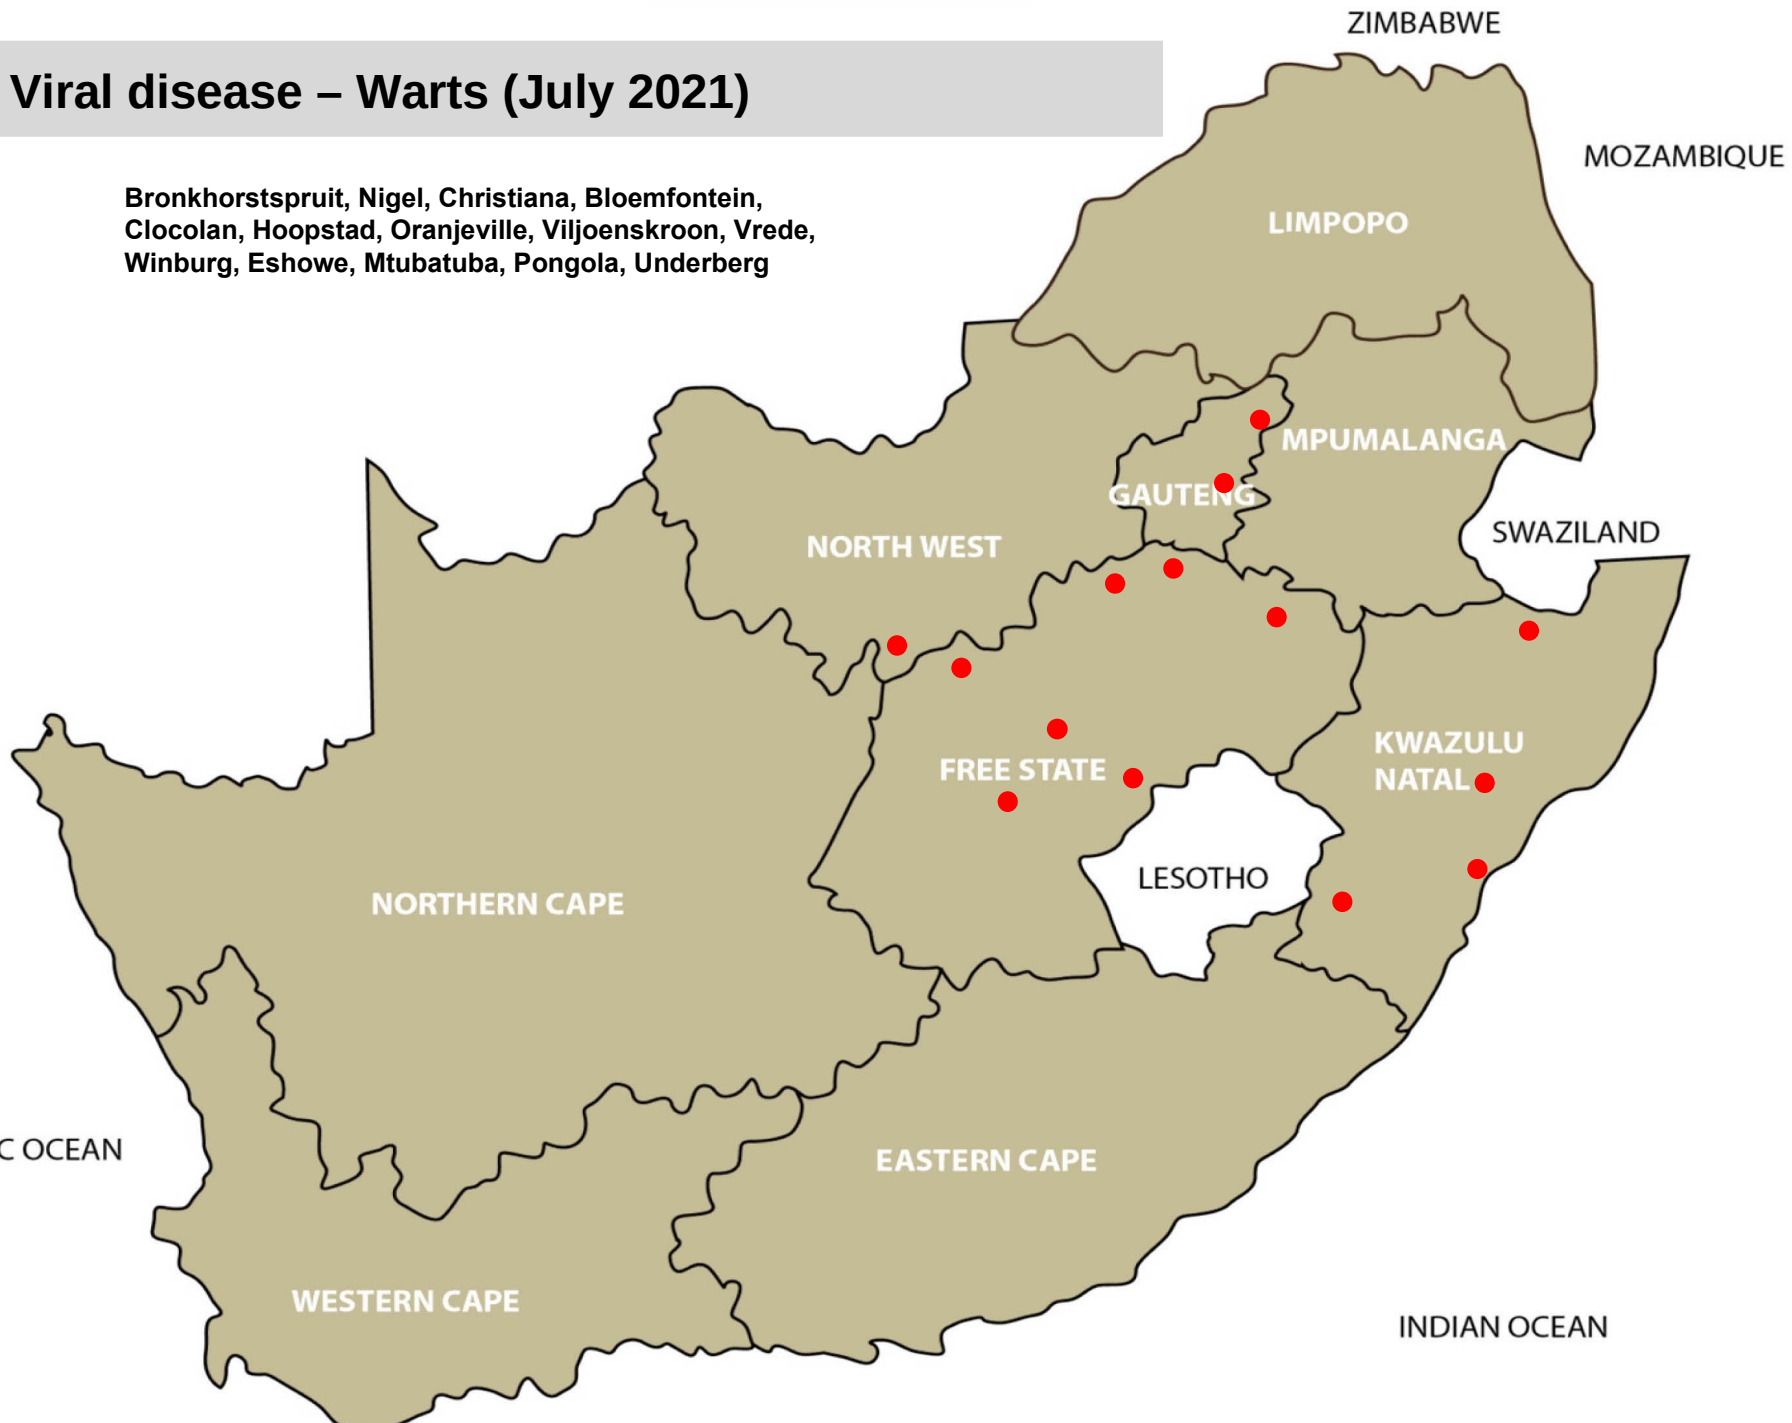 ZIMBABWE
Viral disease – Warts (July 2021)
MOZAMBIQUE
Bronkhorstspruit, Nigel, Christiana, Bloemfontein,
Clocolan, Hoopstad, Oranjeville, Viljoenskroon, Vrede,
Winburg, Eshowe, Mtubatuba, Pongola, Underberg
LIMPOPO
MPUMALANGA
GAUTENG
SWAZILAND
NORTH WEST
KWAZULU
NATAL
FREE STATE
LESOTHO
NORTHERN CAPE
C OCEAN
EASTERN CAPE
WESTERN CAPE
INDIAN OCEAN